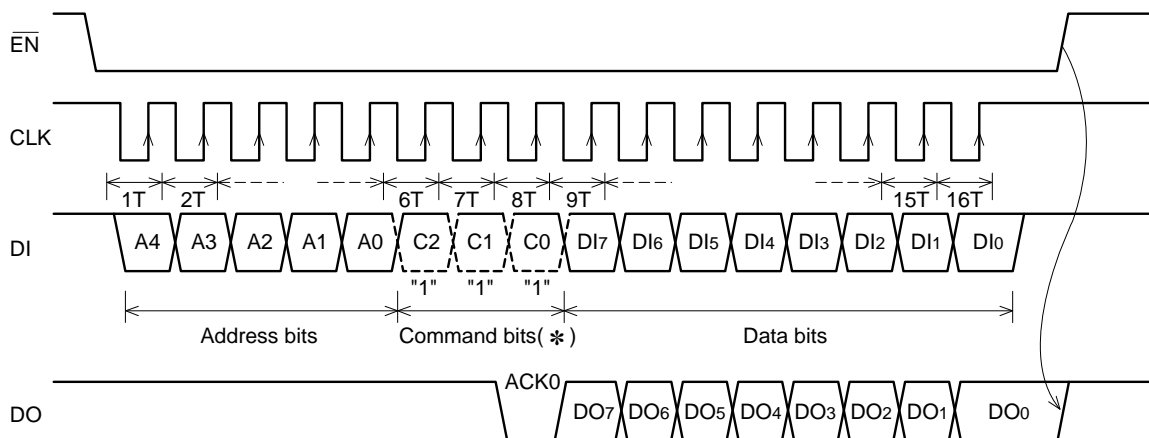 EN
CLK
1T 2T 6T 7T 8T 9T 15T 16T
DI A4 A3 A2 A1 A0 C2 C1 C0 DI7 DI6 DI5 DI4 DI3 DI2 DI1 DI0
"1" "1" "1"
Address bits Command bits(*) Data bits
ACK0
DO DO7 DO6 DO5 DO4 DO3 DO2 DO1 DO0